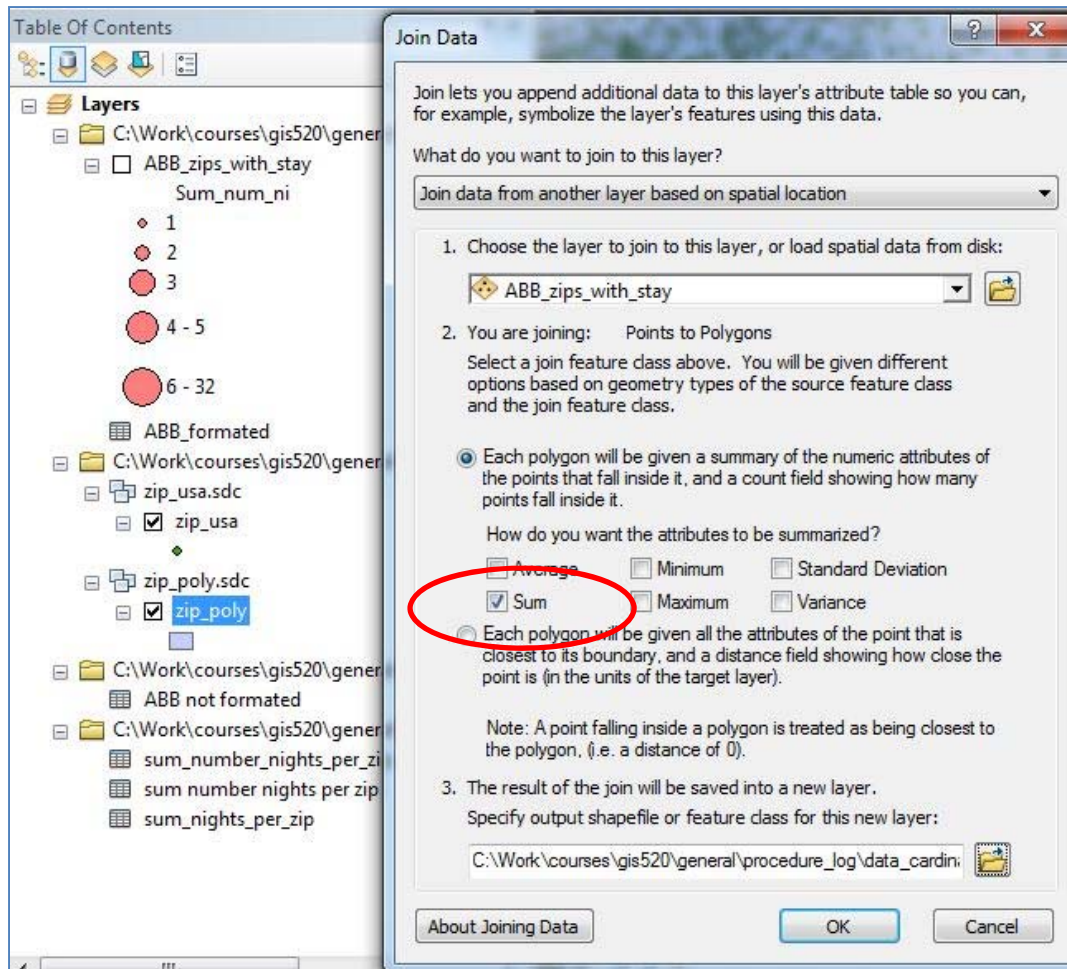 Table Of Contents
Layers
C:\Work\courses\gis520\gener
ABB_zips_with_stay
Sum_num_ni
1
2
3
4 - 5
6 - 32
ABB_formated
C:\Work\courses\gis520\gener
zip_usa.sdc
zip_usa
zip_poly.sdc
zip_poly
C:\Work\courses\gis520\gener
ABB not formated
C:\Work\courses\gis520\gener
sum_number_nights_per_zi
sum number nights per zip
sum_nights_per_zip
Join Data
? X
Join lets you append additional data to this layer's attribute table so you can,
for example, symbolize the layer's features using this data.
What do you want to join to this layer?
Join data from another layer based on spatial location
1. Choose the layer to join to this layer, or load spatial data from disk:
ABB_zips_with_stay
2. You are joining: Points to Polygons
Select a join feature class above. You will be given different
options based on geometry types of the source feature class
and the join feature class.
Each polygon will be given a summary of the numeric attributes of
the points that fall inside it, and a count field showing how many
points fall inside it.
How do you want the attributes to be summarized?
Average Minimum Standard Deviation
Sum Maximum Variance
Each polygon will be given all the attributes of the point that is
closest to its boundary, and a distance field showing how close the
point is (in the units of the target layer).
Note: A point falling inside a polygon is treated as being closest to
the polygon, (i.e. a distance of 0).
3. The result of the join will be saved into a new layer.
Specify output shapefile or feature class for this new layer:
C:\Work\courses\gis520\general\procedure_log\data_cardina
About Joining Data OK Cancel